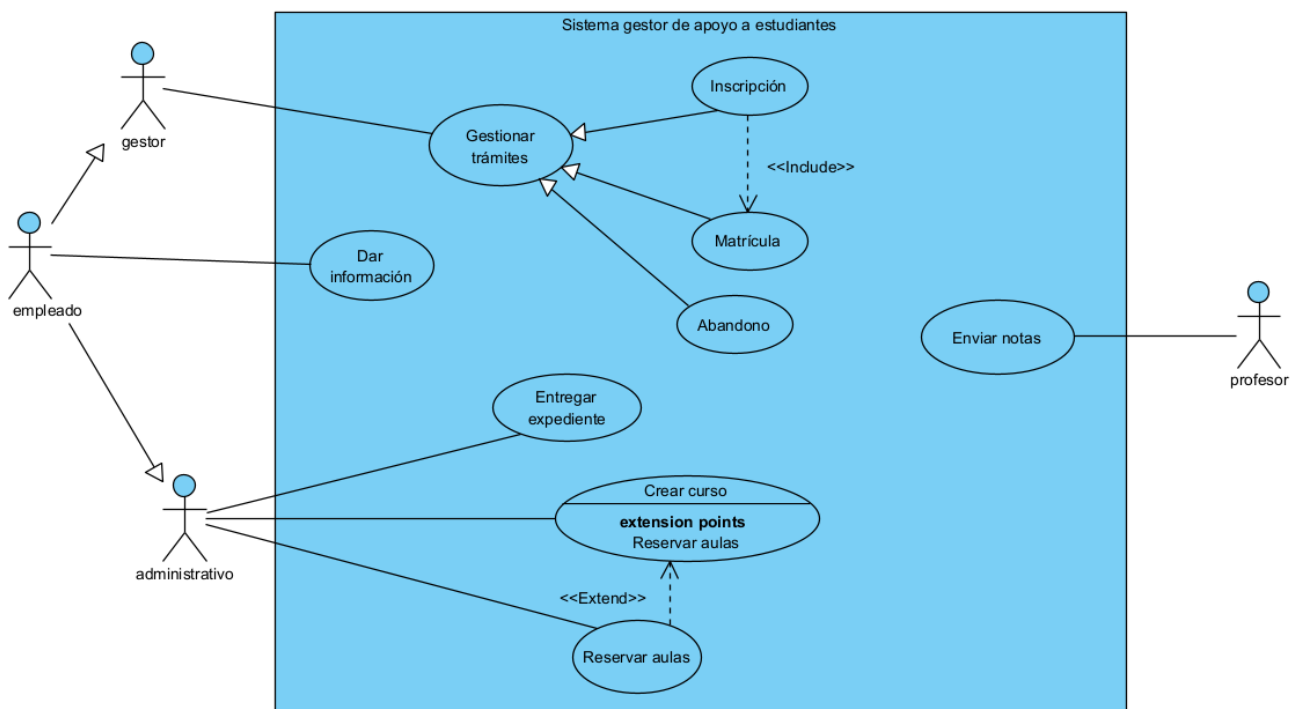 Sistema gestor de apoyo a estudiantes
gestor
Gestionar
trámites
Inscripción
<<Include>>
Matrícula
empleado
Dar
información
Abandono
Enviar notas
profesor
Entregar
expediente
administrativo
Crear curso
extension points
Reservar aulas
<<Extend>>
Reservar aulas